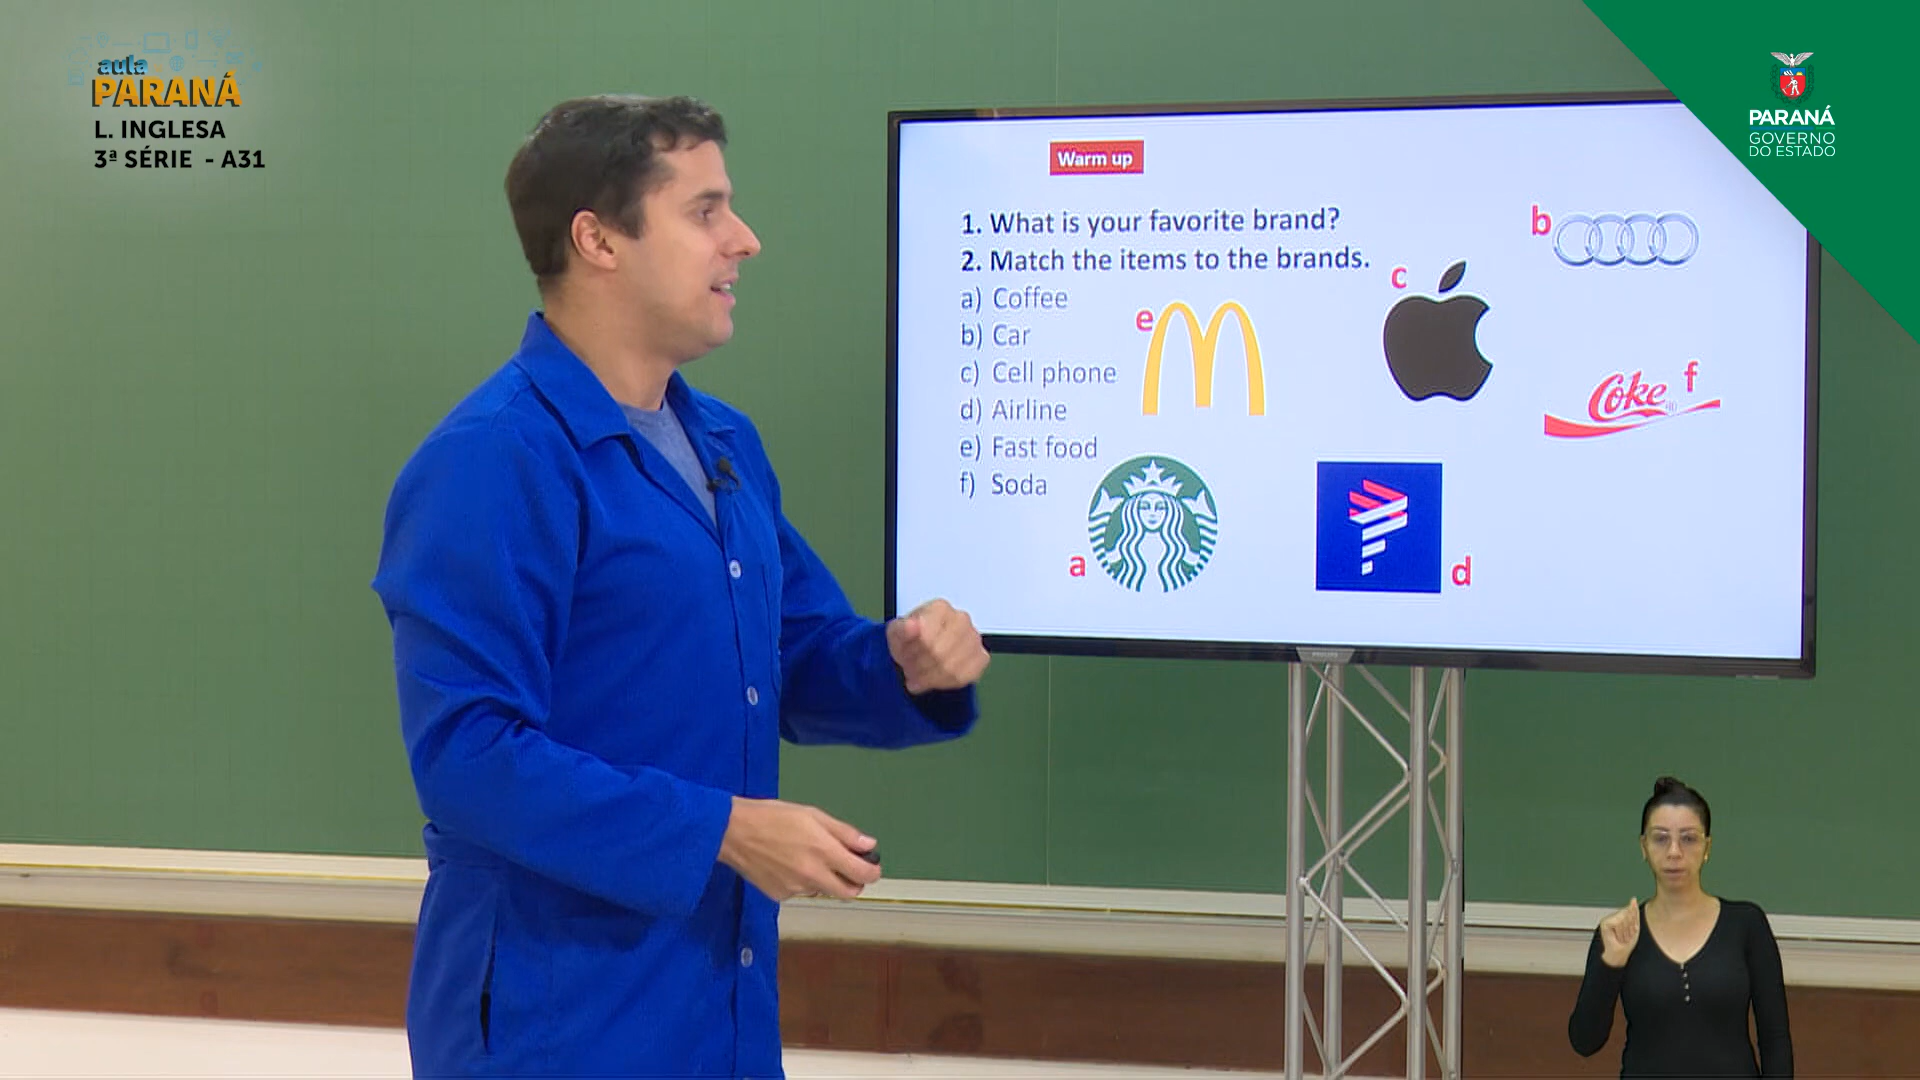 aula
PARANÁ
L. INGLESA
3ª SÉRIE - A31
PARANÁ
GOVERNO
DO ESTADO
Warm up
1. What is your favorite brand?
2. Match the items to the brands.
a) Coffee
b) Car
c) Cell phone
d) Airline
e) Fast food
f) Soda
b
c
e
Coke
f
a
d